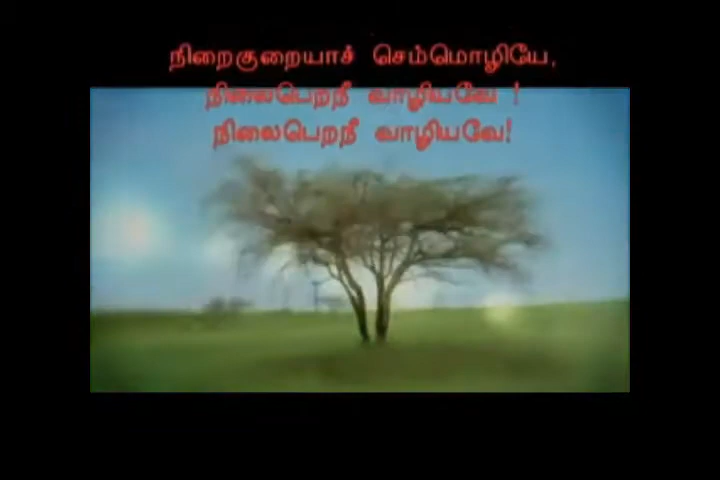 நிறைகுறையாச் செம்மொழியே,
நிலைபெறநீ வாழியவே !
நிலைபெறநீ வாழியவே!